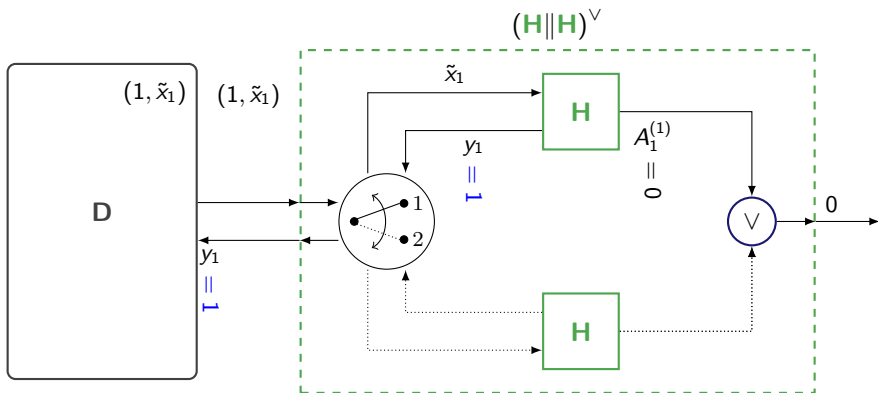 (H∥H)^∨
(1, x̃₁) (1, x̃₁) x̃₁
H
y₁ = 1
A₁^(1) = 0
D
1
2
∨
0
y₁ = 1
H